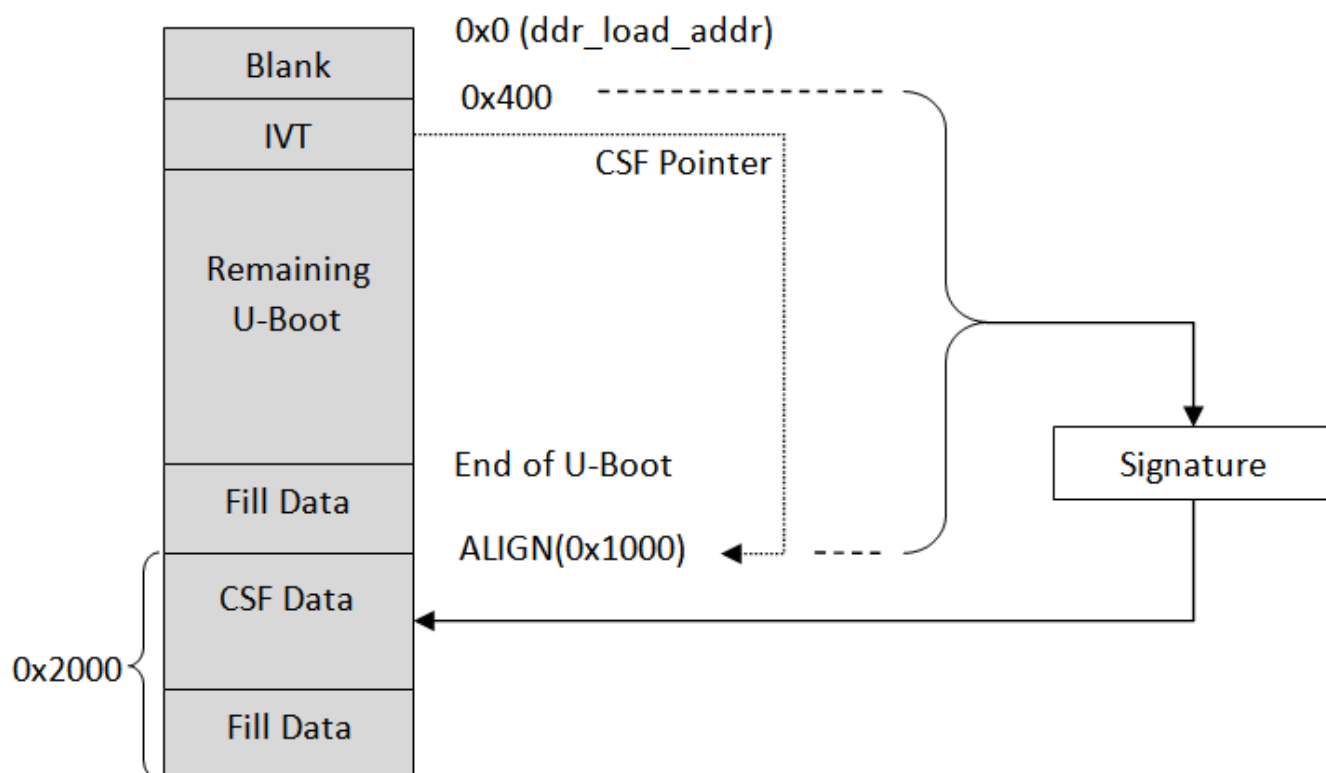 0x0 (ddr_load_addr)
Blank
0x400
IVT
CSF Pointer
Remaining
U-Boot
End of U-Boot
Signature
Fill Data
ALIGN(0x1000)
CSF Data
0x2000
Fill Data